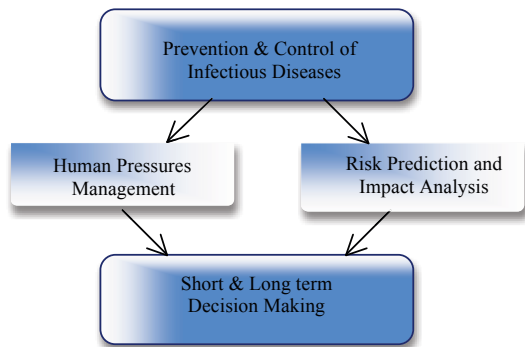 Prevention & Control of
Infectious Diseases
Human Pressures
Management
Risk Prediction and
Impact Analysis
Short & Long term
Decision Making